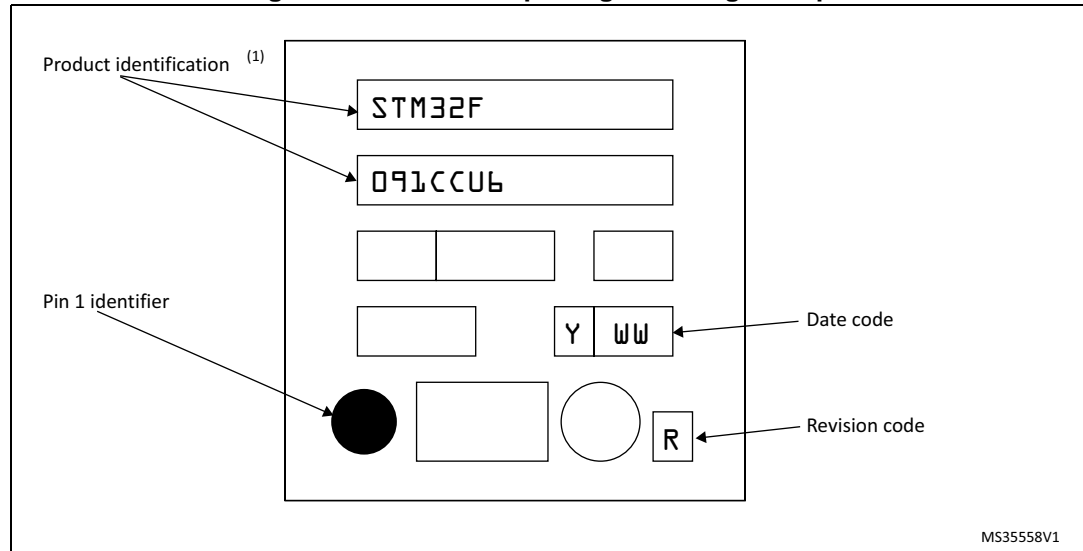 Product identification (1)
STM32F
091CCU6
Pin 1 identifier
Y WW
Date code
R
Revision code
MS35558V1